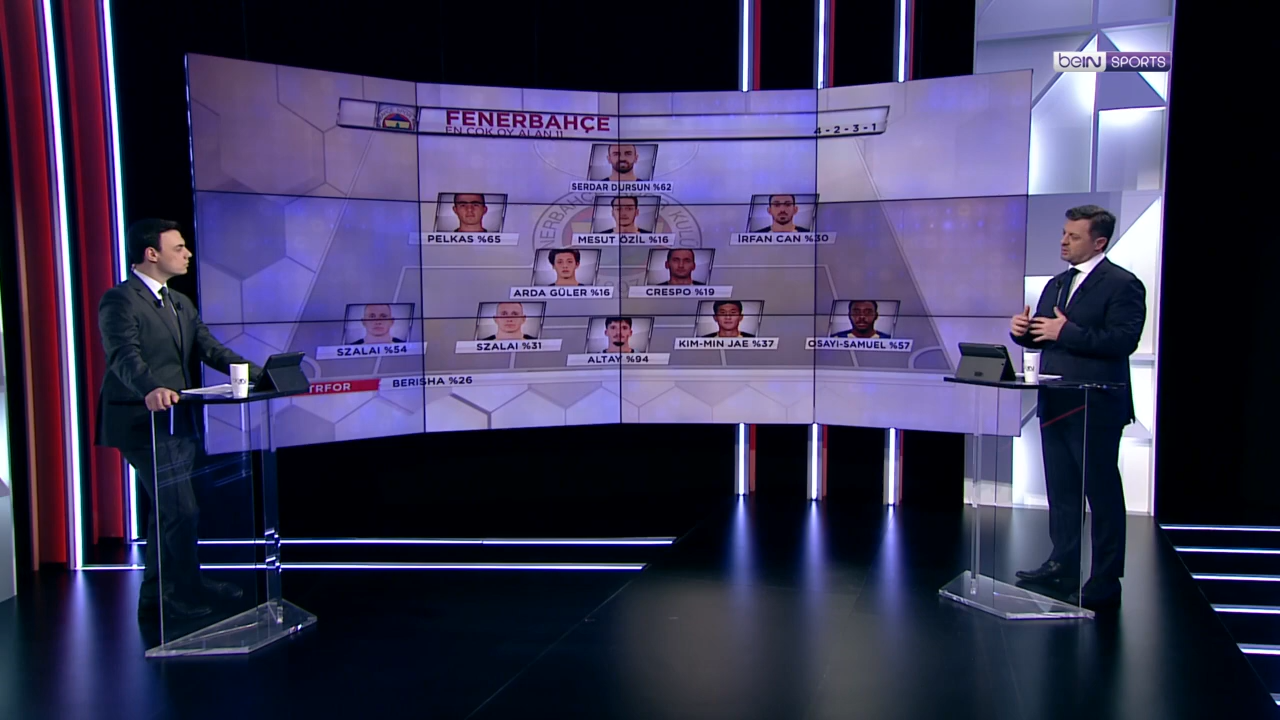 beIN SPORTS
FENERBAHÇE
EN ÇOK OY ALAN 11
4-2-3-1
SERDAR DURSUN %62
PELKAS %65
MESUT ÖZİL %16
İRFAN CAN %30
ARDA GÜLER %16
CRESPO %19
SZALAI %54
SZALAI %31
ALTAY %94
KIM-MIN JAE %37
OSAYI-SAMUEL %57
TRFOR
BERISHA %26